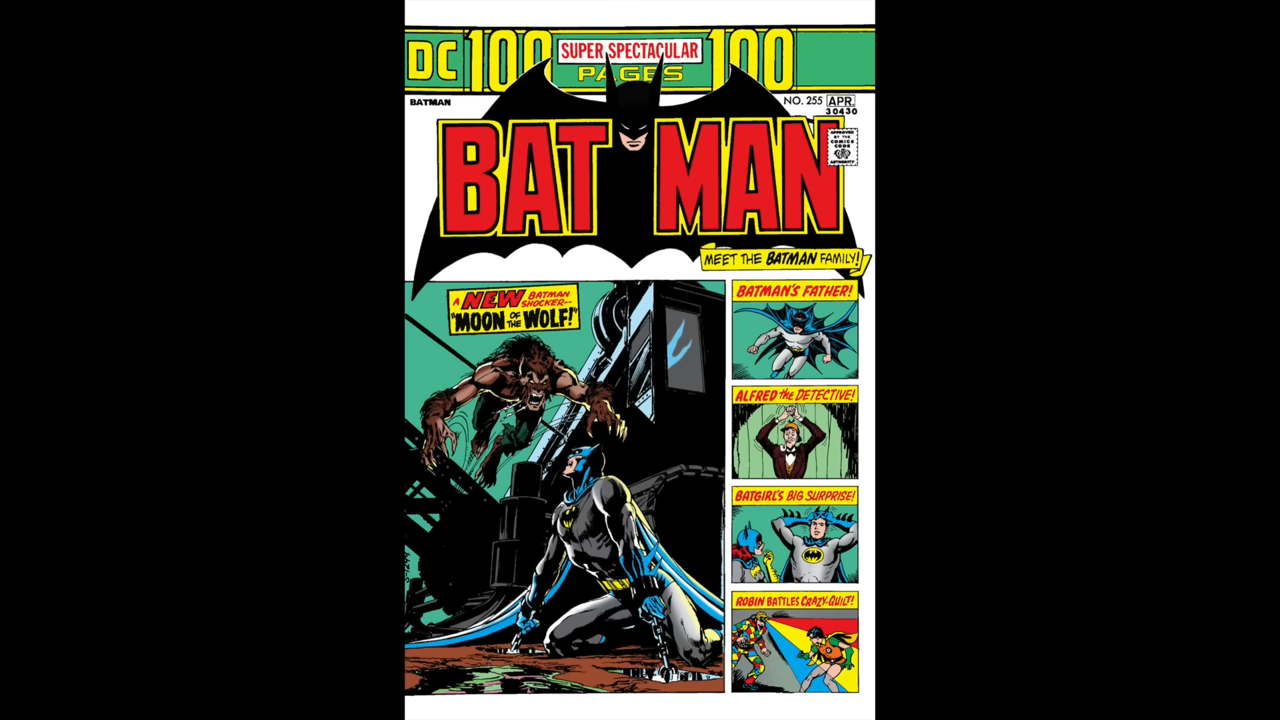 DC 100 SUPER SPECTACULAR 100
PAGES
BATMAN
NO. 255 APR.
30430
APPROVED
BY THE
COMICS
CODE
AUTHORITY
BATMAN
MEET THE BATMAN FAMILY!
A NEW BATMAN
SHOCKER--
"MOON OF THE WOLF!"
BATMAN'S FATHER!
ALFRED the DETECTIVE!
BATGIRL'S BIG SURPRISE!
ROBIN BATTLES CRAZY-QUILT!